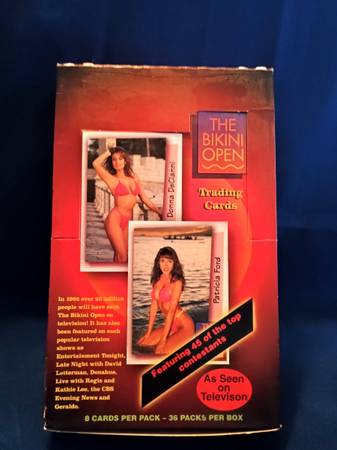 THE
BIKINI
OPEN
Trading
Cards
Donna DeCianni
Patricia Ford
In 1995 over 90 million
people will have seen
The Bikini Open on
television! It has also
been featured on such
popular television
shows as
Entertainment Tonight,
Late Night with David
Letterman, Donahue,
Live with Regis and
Kathie Lee, the CBS
Evening News and
Geraldo.
Featuring 45 of the top
contestants
As Seen
on
Television
8 CARDS PER PACK – 36 PACKS PER BOX